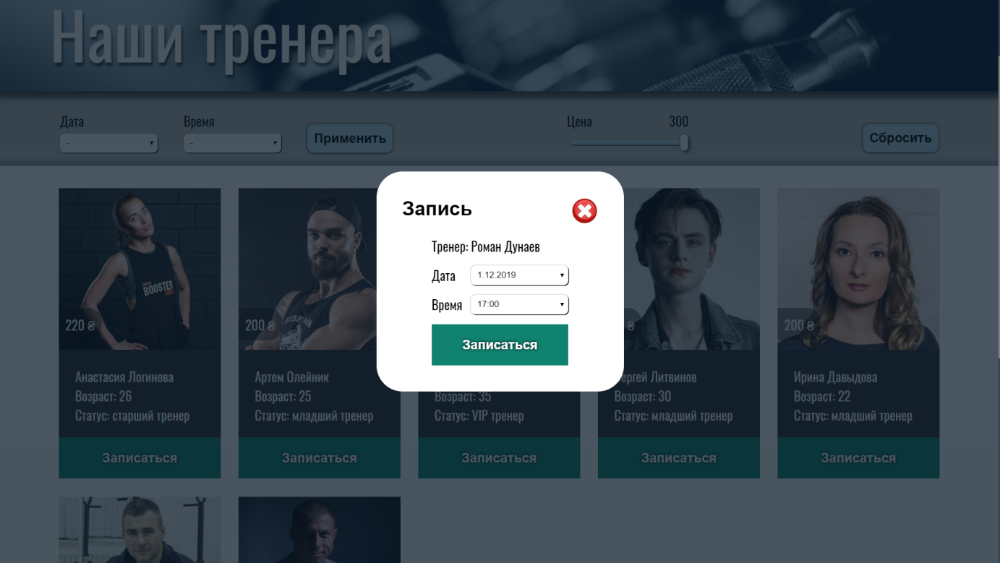 Наши тренера
Дата Время Цена 300
- - Применить Сбросить
Запись
Тренер: Роман Дунаев
Дата 1.12.2019
Время 17:00
Записаться
BOOSTER
220 ₴ 200 ₴ ₴ 200 ₴
Анастасия Логинова Артем Олейник Сергей Литвинов Ирина Давыдова
Возраст: 26 Возраст: 25 Возраст: 35 Возраст: 30 Возраст: 22
Статус: старший тренер Статус: младший тренер Статус: VIP тренер Статус: младший тренер Статус: младший тренер
Записаться Записаться Записаться Записаться Записаться